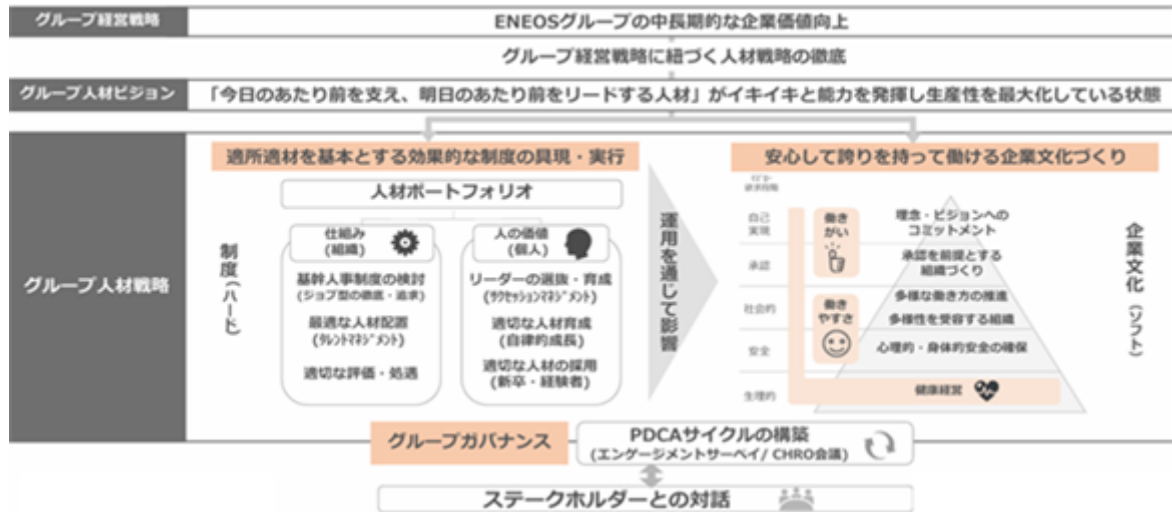 グループ経営戦略
ENEOSグループの中長期的な企業価値向上
グループ経営戦略に紐づく人材戦略の徹底
グループ人材ビジョン
「今日のあたり前を支え、明日のあたり前をリードする人材」がイキイキと能力を発揮し生産性を最大化している状態
グループ人材戦略
適所適材を基本とする効果的な制度の具現・実行
人材ポートフォリオ
制度(ハード)
仕組み
(組織)
基幹人事制度の検討
(ジョブ型の徹底・追求)
最適な人材配置
(タレントマネジメント)
適切な評価・処遇
人の価値
(個人)
リーダーの選抜・育成
(サクセッションマネジメント)
適切な人材育成
(自律的成長)
適切な人材の採用
(新卒・経験者)
運用を通じて影響
安心して誇りを持って働ける企業文化づくり
自己
実現
承認
社会的
安全
生理的
働き
がい
働き
やすさ
理念・ビジョンへの
コミットメント
承認を前提とする
組織づくり
多様な働き方の推進
多様性を受容する組織
心理的・身体的安全の確保
健康経営
企業文化(ソフト)
グループガバナンス
PDCAサイクルの構築
(エンゲージメントサーベイ/ CHRO会議)
ステークホルダーとの対話